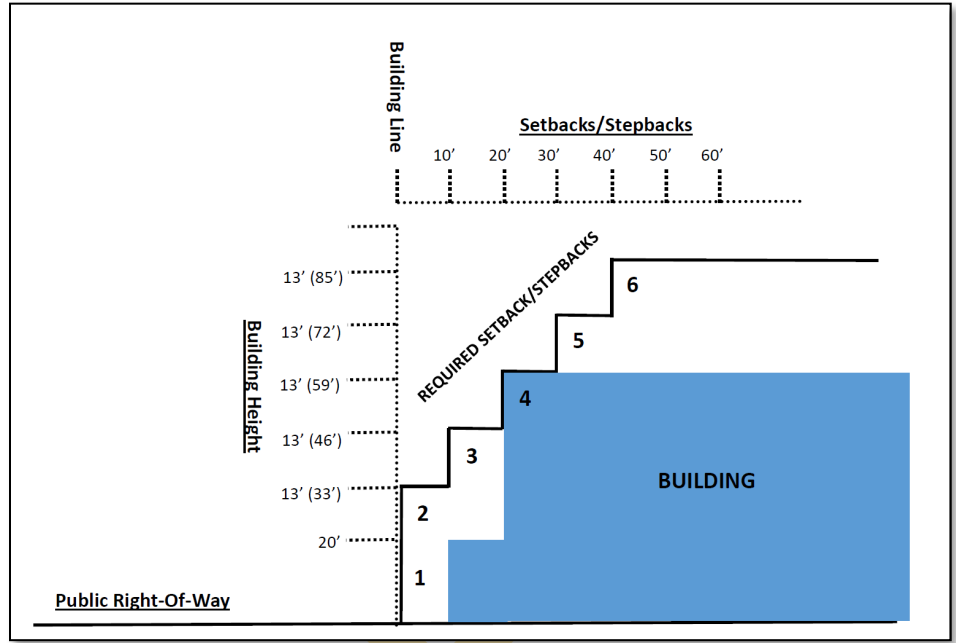 Building Line
Setbacks/Stepbacks
10’ 20’ 30’ 40’ 50’ 60’
REQUIRED SETBACK/STEPBACKS
Building Height
13’ (85’)
13’ (72’)
13’ (59’)
13’ (46’)
13’ (33’)
20’
6
5
4
3
2
1
BUILDING
Public Right-Of-Way